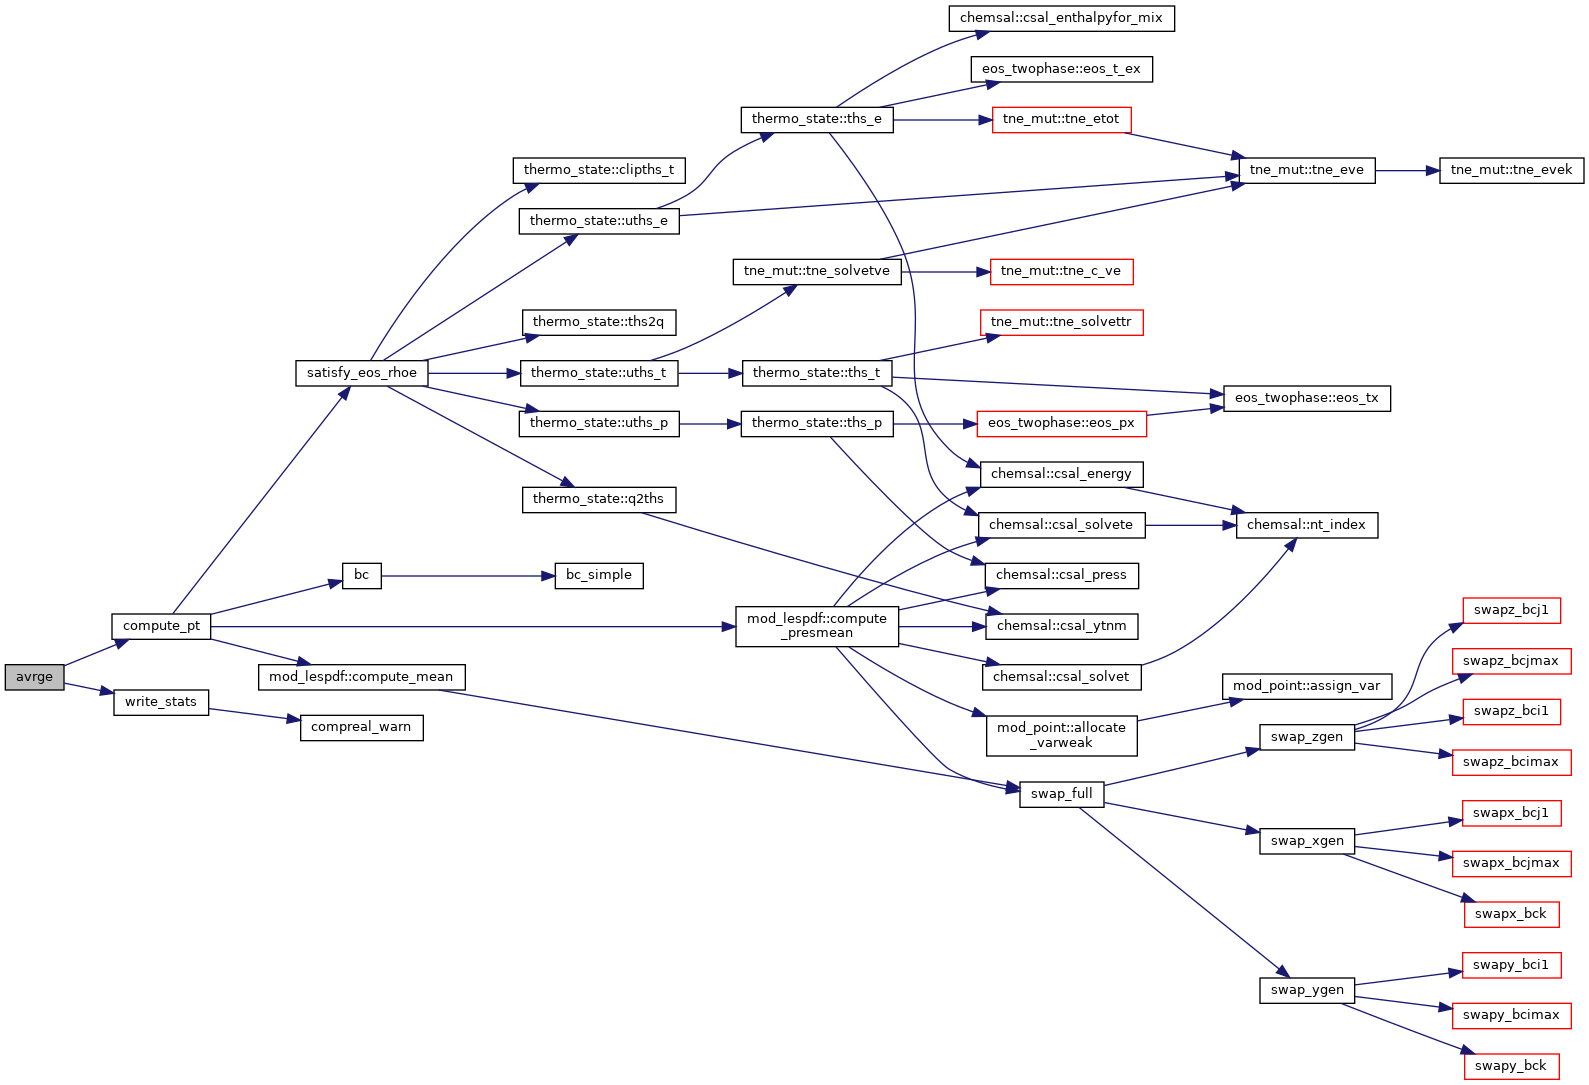 chemsal::csal_enthalpyfor_mix
eos_twophase::eos_t_ex
thermo_state::ths_e
tne_mut::tne_etot
thermo_state::clipths_t
tne_mut::tne_eve
tne_mut::tne_evek
thermo_state::uths_e
tne_mut::tne_solvetve
tne_mut::tne_c_ve
thermo_state::ths2q
tne_mut::tne_solvettr
satisfy_eos_rhoe
thermo_state::uths_t
thermo_state::ths_t
eos_twophase::eos_tx
thermo_state::uths_p
thermo_state::ths_p
eos_twophase::eos_px
chemsal::csal_energy
thermo_state::q2ths
chemsal::csal_solvete
chemsal::nt_index
bc
bc_simple
chemsal::csal_press
swapz_bcj1
compute_pt
mod_lespdf::compute
_presmean
chemsal::csal_ytnm
swapz_bcjmax
avrge
mod_lespdf::compute_mean
chemsal::csal_solvet
mod_point::assign_var
write_stats
swapz_bci1
compreal_warn
mod_point::allocate
_varweak
swap_zgen
swapz_bcimax
swap_full
swapx_bcj1
swap_xgen
swapx_bcjmax
swapx_bck
swapy_bci1
swap_ygen
swapy_bcimax
swapy_bck